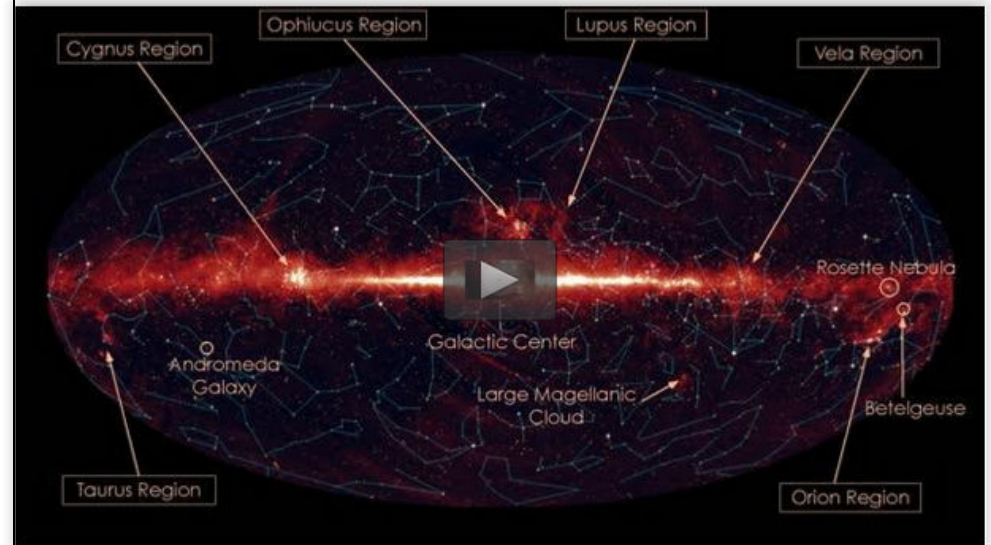 Ophiucus Region
Lupus Region
Cygnus Region
Vela Region
Rosette Nebula
Galactic Center
Andromeda
Galaxy
Large Magellanic
Cloud
Betelgeuse
Taurus Region
Orion Region